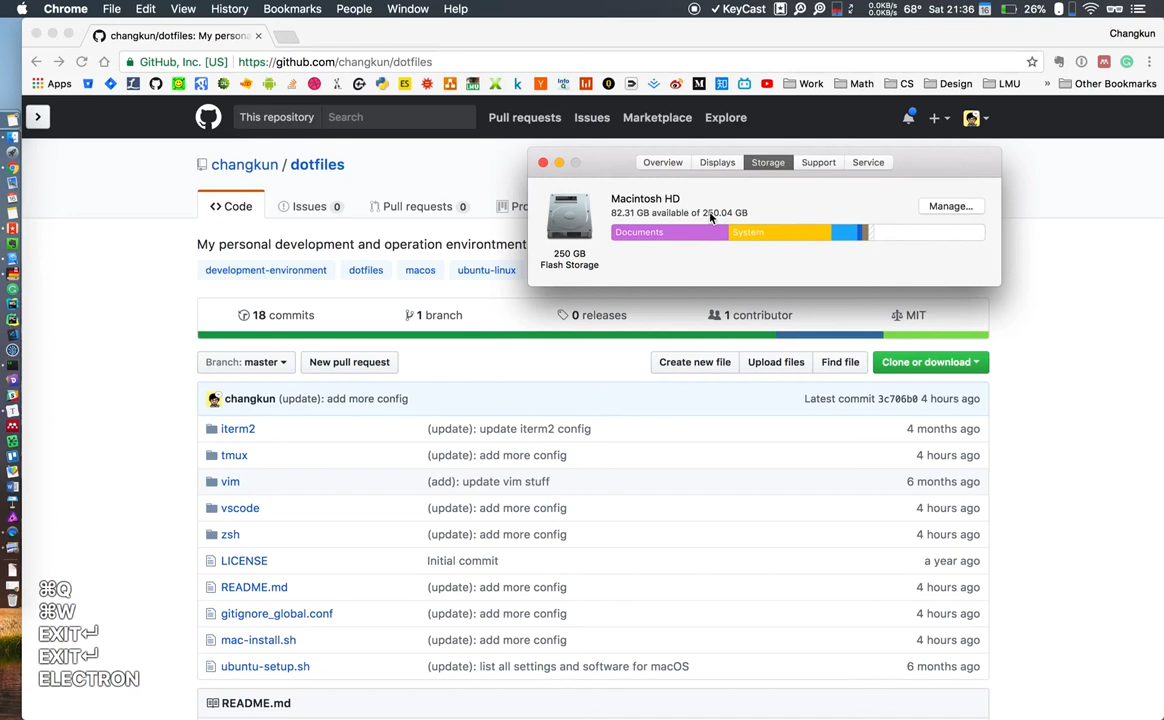 Chrome File Edit View History Bookmarks People Window Help KeyCast 0.0KB/s 0.0KB/s 68° Sat 21:36 16 26%
changkun/dotfiles: My persona Changkun
GitHub, Inc. [US] https://github.com/changkun/dotfiles
Apps Work Math CS Design LMU » Other Bookmarks
This repository Search Pull requests Issues Marketplace Explore
changkun / dotfiles
Code Issues 0 Pull requests 0 Pro
My personal development and operation environment
development-environment dotfiles macos ubuntu-linux
Overview Displays Storage Support Service
Macintosh HD
82.31 GB available of 250.04 GB
Manage...
Documents System
250 GB
Flash Storage
18 commits 1 branch 0 releases 1 contributor MIT
Branch: master New pull request Create new file Upload files Find file Clone or download
changkun (update): add more config Latest commit 3c706b0 4 hours ago
iterm2 (update): update iterm2 config 4 months ago
tmux (update): add more config 4 hours ago
vim (add): update vim stuff 6 months ago
vscode (update): add more config 4 hours ago
zsh (update): add more config 4 hours ago
LICENSE Initial commit a year ago
README.md (update): add more config 4 hours ago
gitignore_global.conf (update): add more config 4 hours ago
mac-install.sh (update): add more config 4 hours ago
ubuntu-setup.sh (update): list all settings and software for macOS 6 months ago
README.md
⌘Q
⌘W
EXIT↵
EXIT↵
ELECTRON